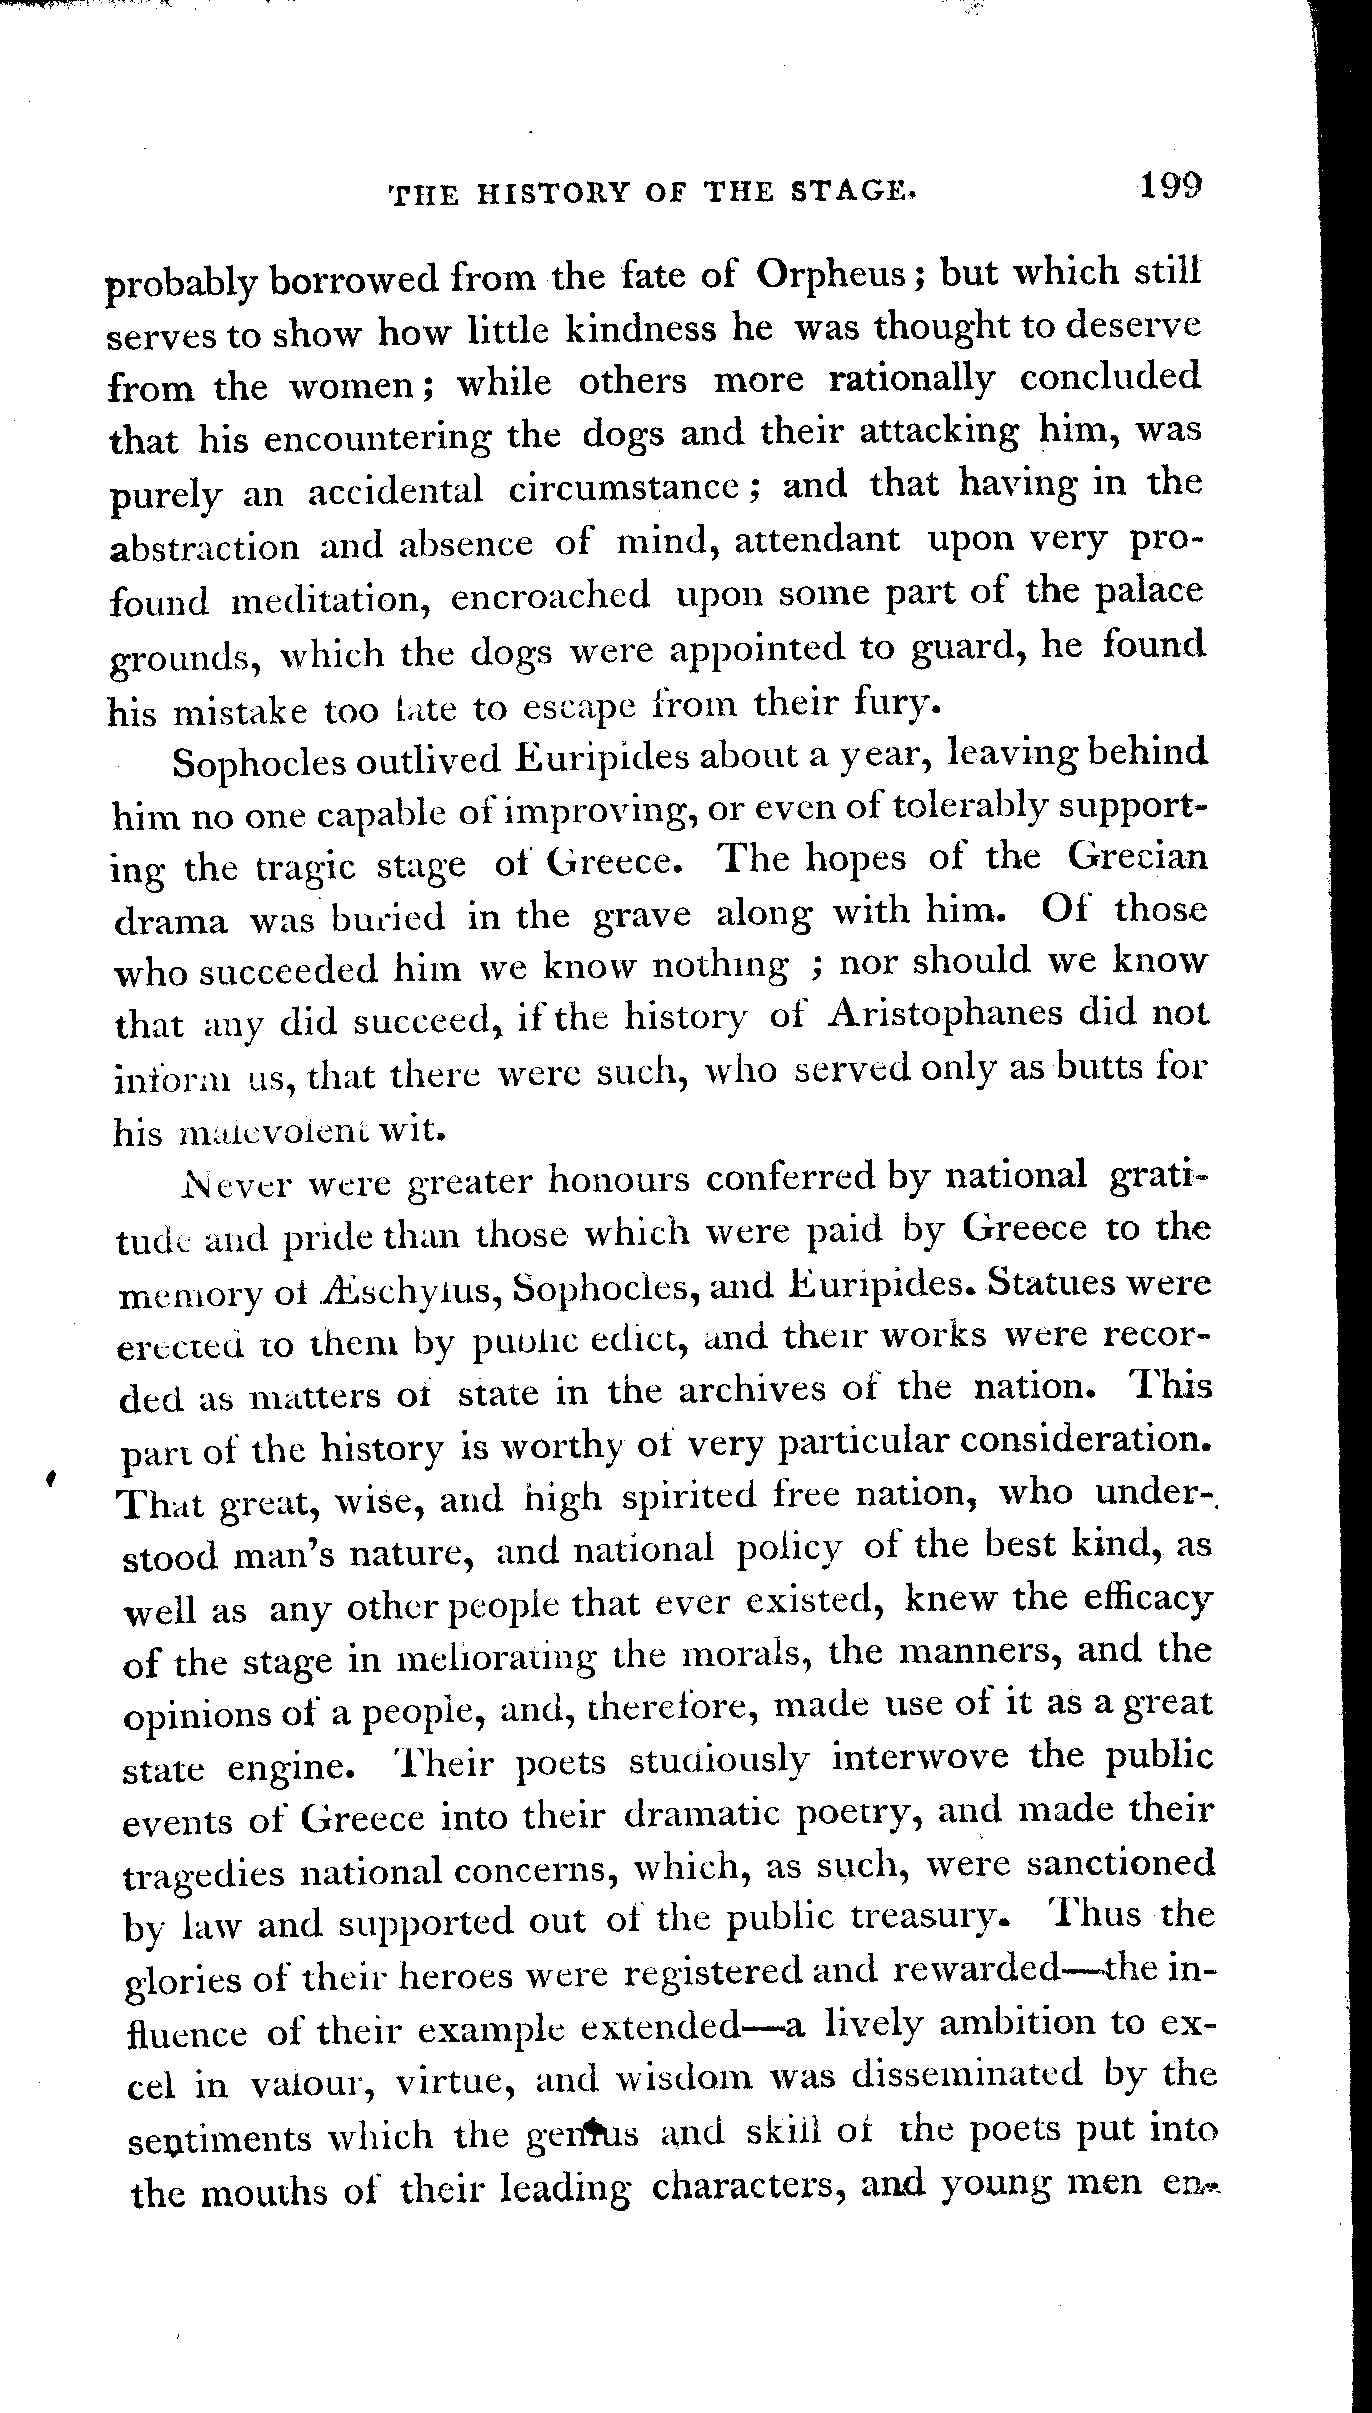 THE HISTORY OF THE STAGE. 199
probably borrowed from the fate of Orpheus; but which still
serves to show how little kindness he was thought to deserve
from the women; while others more rationally concluded
that his encountering the dogs and their attacking him, was
purely an accidental circumstance; and that having in the
abstraction and absence of mind, attendant upon very pro-
found meditation, encroached upon some part of the palace
grounds, which the dogs were appointed to guard, he found
his mistake too late to escape from their fury.
Sophocles outlived Euripides about a year, leaving behind
him no one capable of improving, or even of tolerably support-
ing the tragic stage of Greece. The hopes of the Grecian
drama was buried in the grave along with him. Of those
who succeeded him we know nothing ; nor should we know
that any did succeed, if the history of Aristophanes did not
inform us, that there were such, who served only as butts for
his malevolent wit.
Never were greater honours conferred by national grati-
tude and pride than those which were paid by Greece to the
memory of Æschylus, Sophocles, and Euripides. Statues were
erected to them by public edict, and their works were recor-
ded as matters of state in the archives of the nation. This
part of the history is worthy of very particular consideration.
That great, wise, and high spirited free nation, who under-
stood man's nature, and national policy of the best kind, as
well as any other people that ever existed, knew the efficacy
of the stage in meliorating the morals, the manners, and the
opinions of a people, and, therefore, made use of it as a great
state engine. Their poets studiously interwove the public
events of Greece into their dramatic poetry, and made their
tragedies national concerns, which, as such, were sanctioned
by law and supported out of the public treasury. Thus the
glories of their heroes were registered and rewarded—the in-
fluence of their example extended—a lively ambition to ex-
cel in valour, virtue, and wisdom was disseminated by the
sentiments which the genius and skill of the poets put into
the mouths of their leading characters, and young men en-